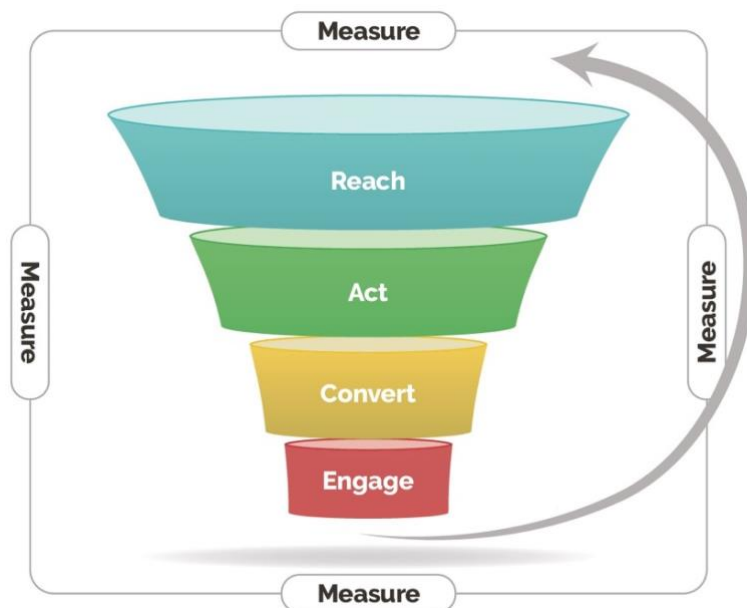 Measure
Reach
Act
Measure
Measure
Convert
Engage
Measure